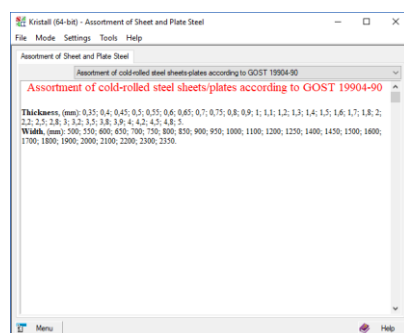 Kristall (64-bit) - Assortment of Sheet and Plate Steel
File Mode Settings Tools Help
Assortment of Sheet and Plate Steel
Assortment of cold-rolled steel sheets-plates according to GOST 19904-90
Assortment of cold-rolled steel sheets/plates according to GOST 19904-90
Thickness, (mm): 0,35; 0,4; 0,45; 0,5; 0,55; 0,6; 0,65; 0,7; 0,75; 0,8; 0,9; 1; 1,1; 1,2; 1,3; 1,4; 1,5; 1,6; 1,7; 1,8; 2;
2,2; 2,5; 2,8; 3; 3,2; 3,5; 3,8; 3,9; 4; 4,2; 4,5; 4,8; 5.
Width, (mm): 500; 550; 600; 650; 700; 750; 800; 850; 900; 950; 1000; 1100; 1200; 1250; 1400; 1450; 1500; 1600;
1700; 1800; 1900; 2000; 2100; 2200; 2300; 2350.
Menu Help